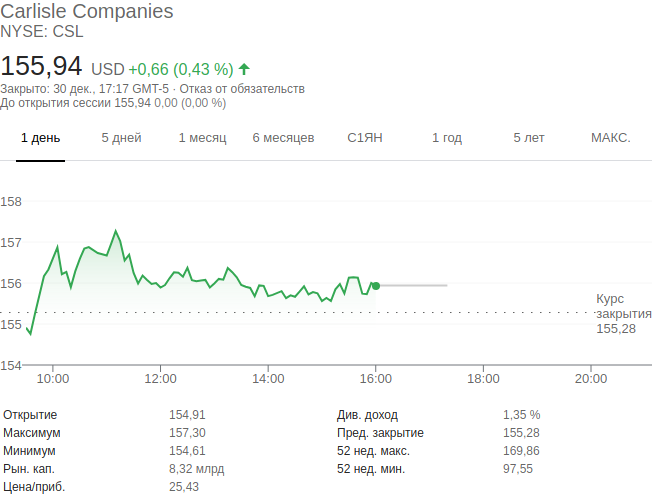 Carlisle Companies
NYSE: CSL
155,94 USD +0,66 (0,43 %)
Закрыто: 30 дек., 17:17 GMT-5 · Отказ от обязательств
До открытия сессии 155,94 0,00 (0,00 %)
1 день 5 дней 1 месяц 6 месяцев С1ЯН 1 год 5 лет МАКС.
158
157
156
155
154
Курс
закрытия
155,28
10:00 12:00 14:00 16:00 18:00 20:00
Открытие 154,91 Див. доход 1,35 %
Максимум 157,30 Пред. закрытие 155,28
Минимум 154,61 52 нед. макс. 169,86
Рын. кап. 8,32 млрд 52 нед. мин. 97,55
Цена/приб. 25,43